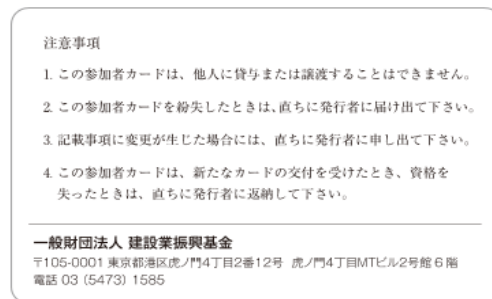 注意事項
1. この参加者カードは、他人に貸与または譲渡することはできません。
2. この参加者カードを紛失したときは、直ちに発行者に届け出て下さい。
3. 記載事項に変更が生じた場合には、直ちに発行者に申し出て下さい。
4. この参加者カードは、新たなカードの交付を受けたとき、資格を
失ったときは、直ちに発行者に返納して下さい。
一般財団法人 建設業振興基金
〒105-0001 東京都港区虎ノ門4丁目2番12号 虎ノ門4丁目MTビル2号館 6 階
電話 03 (5473) 1585